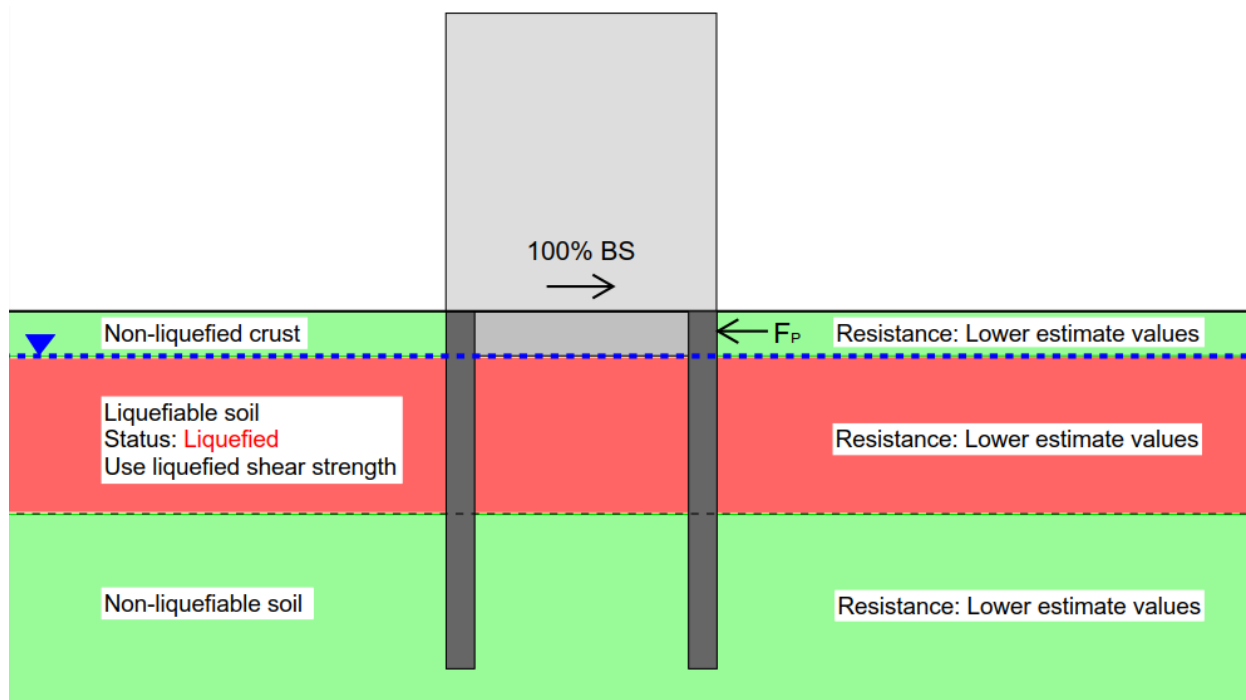 100% BS
Non-liquefied crust
Fₚ
Resistance: Lower estimate values
Liquefiable soil
Status: Liquefied
Use liquefied shear strength
Resistance: Lower estimate values
Non-liquefiable soil
Resistance: Lower estimate values